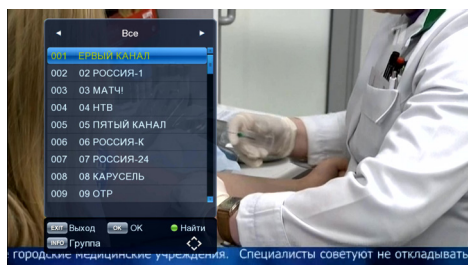 Все
001 ЕРВЫЙ КАНАЛ
002 02 РОССИЯ-1
003 03 МАТЧ!
004 04 НТВ
005 05 ПЯТЫЙ КАНАЛ
006 06 РОССИЯ-К
007 07 РОССИЯ-24
008 08 КАРУСЕЛЬ
009 09 ОТР
EXIT Выход OK OK Найти
INFO Группа
городские медицинские учреждения. Специалисты советуют не откладывать